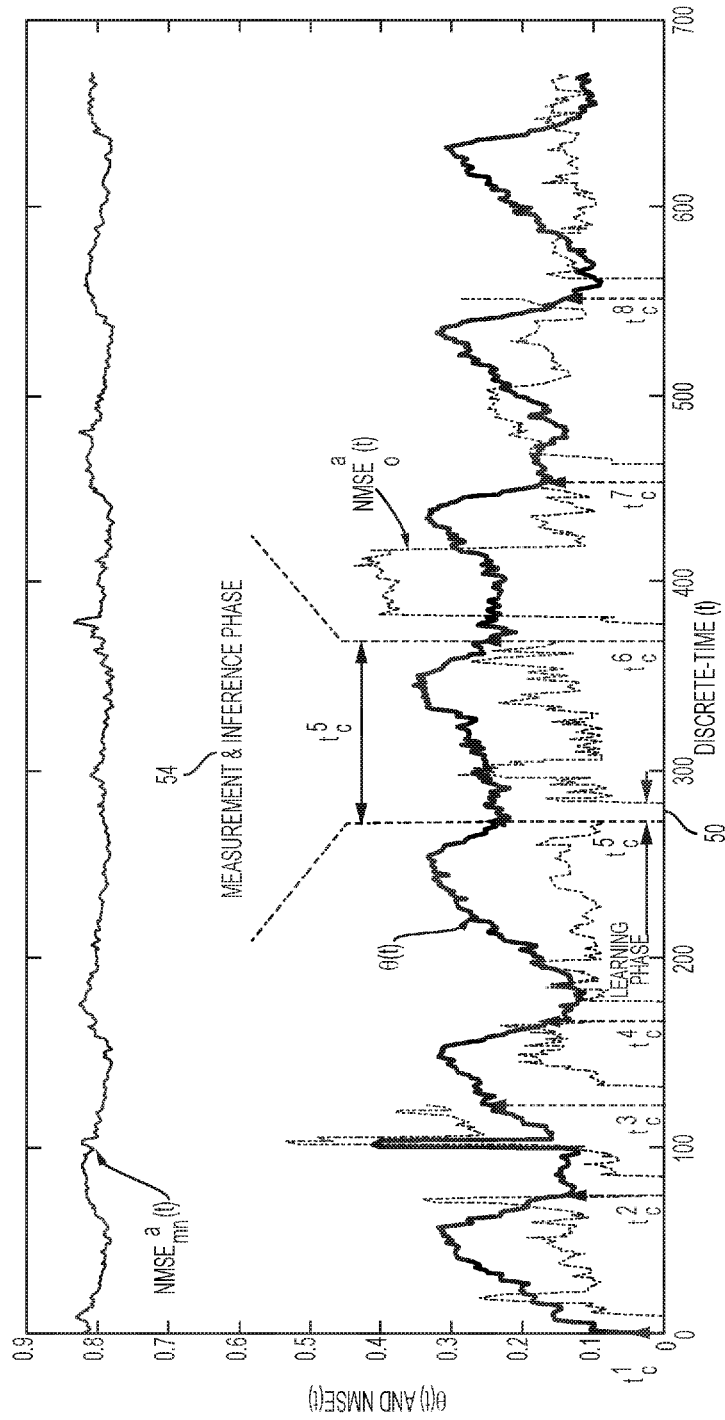 0.9
0.8
0.7
0.6
0.5
0.4
0.3
0.2
0.1
0
θ(t) AND NMSE(t)
NMSE^a_mn(t)
54
MEASUREMENT & INFERENCE PHASE
t^5_c
NMSE^a_o(t)
θ(t)
LEARNING
PHASE
t^1_c
t^2_c
t^3_c
t^4_c
t^5_c
t^6_c
t^7_c
t^8_c
0
100
200
300
400
500
600
700
50
DISCRETE-TIME (t)